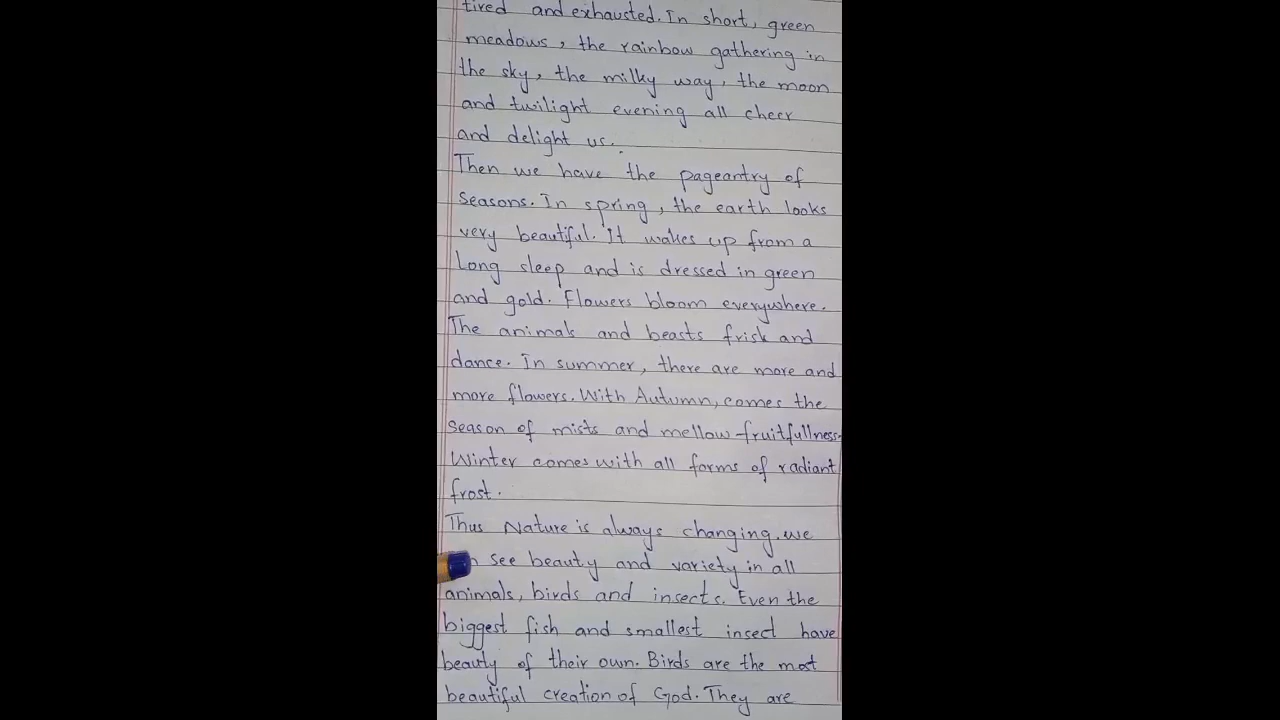 tired and exhausted. In short, green
meadows, the rainbow gathering in
the sky, the milky way, the moon
and twilight evening all cheer
and delight us.
Then we have the pageantry of
seasons. In spring, the earth looks
very beautiful. It wakes up from a
long sleep and is dressed in green
and gold. Flowers bloom everywhere.
The animals and beasts frisk and
dance. In summer, there are more and
more flowers. With Autumn, comes the
season of mists and mellow fruitfullness.
Winter comes with all forms of radiant
frost.
Thus Nature is always changing. we
see beauty and variety in all
animals, birds and insects. Even the
biggest fish and smallest insect have
beauty of their own. Birds are the most
beautiful creation of God. They are